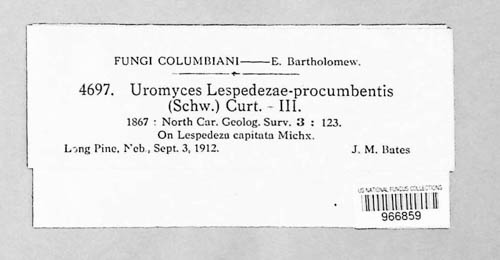 FUNGI COLUMBIANI——E. Bartholomew.
4697. Uromyces Lespedezae-procumbentis
(Schw.) Curt. - III.
1867 : North Car. Geolog. Surv. 3 : 123.
On Lespedeza capitata Michx.
Long Pine, Neb., Sept. 3, 1912. J. M. Bates
US NATIONAL FUNGUS COLLECTIONS
966859